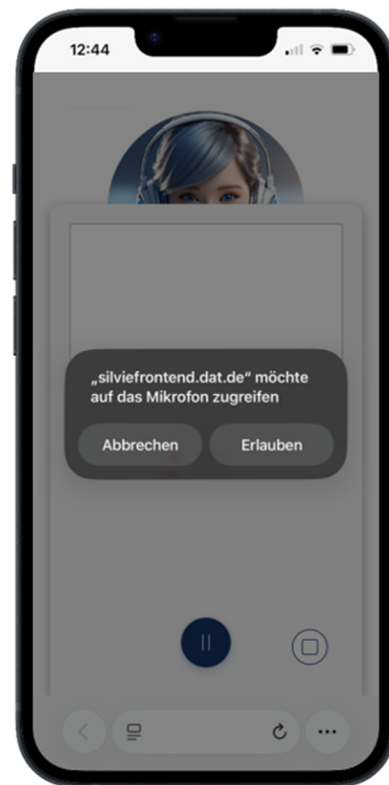 12:44
„silviefrontend.dat.de“ möchte
auf das Mikrofon zugreifen
Abbrechen
Erlauben